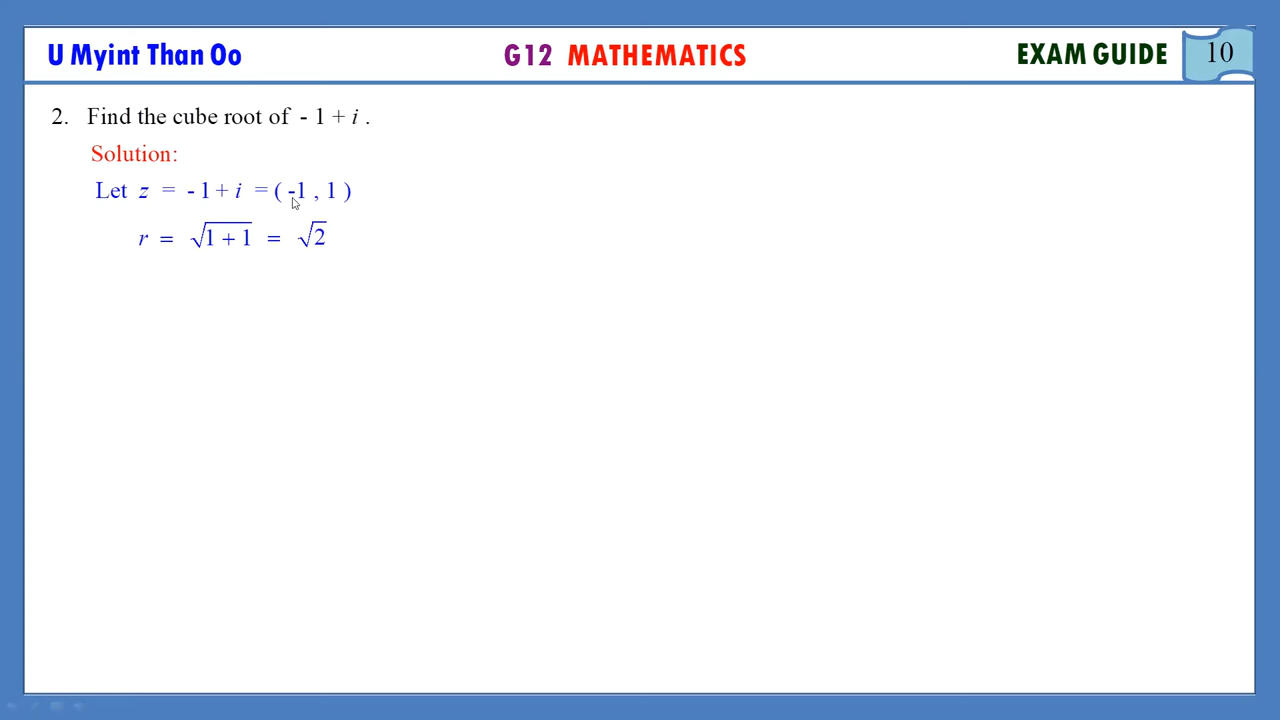 U Myint Than Oo G12 MATHEMATICS EXAM GUIDE 10
2. Find the cube root of - 1 + i .
Solution:
Let z = - 1 + i = ( -1 , 1 )
r = √(1 + 1) = √2